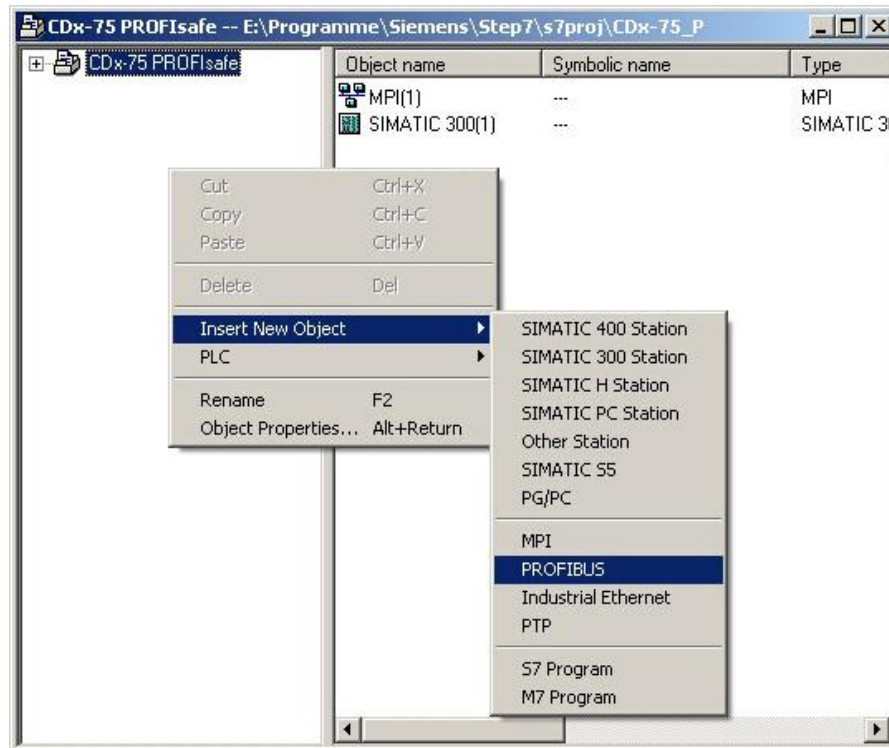 CDx-75 PROFIsafe -- E:\Programme\Siemens\Step7\s7proj\CDx-75_P
CDx-75 PROFIsafe
Object name Symbolic name Type
MPI(1) --- MPI
SIMATIC 300(1) --- SIMATIC 3
Cut Ctrl+X
Copy Ctrl+C
Paste Ctrl+V
Delete Del
Insert New Object
PLC
Rename F2
Object Properties... Alt+Return
SIMATIC 400 Station
SIMATIC 300 Station
SIMATIC H Station
SIMATIC PC Station
Other Station
SIMATIC S5
PG/PC
MPI
PROFIBUS
Industrial Ethernet
PTP
S7 Program
M7 Program